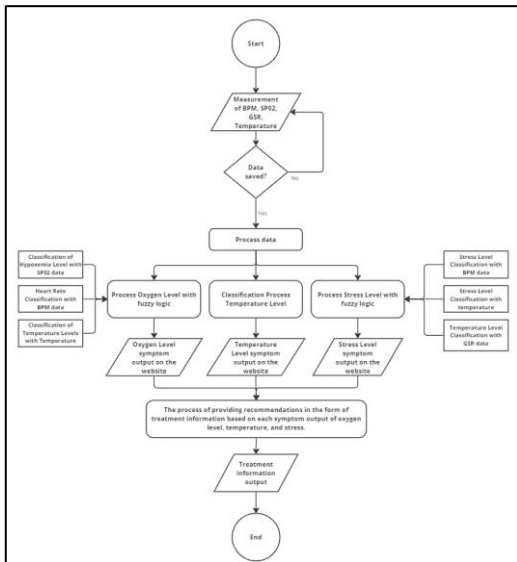 Start
Measurement
of BPM, SP02,
GSR,
Temperature
Data
saved?
No
Yes
Process data
Classification of
Hypoxemia Level with
SP02 data
Heart Rate
Classification with
BPM data
Classification of
Temperature Levels
with Temperature
Process Oxygen Level with
fuzzy logic
Classification Process
Temperature Level
Process Stress Level with
fuzzy logic
Stress Level
Classification with
BPM data
Stress Level
Classification with
temperature
Temperature Level
Classification with
GSR data
Oxygen Level
symptom
output on the
website
Temperature
Level symptom
output on the
website
Stress Level
symptom
output on the
website
The process of providing recommendations in the form of
treatment information based on each symptom output of oxygen
level, temperature, and stress.
Treatment
information
output
End